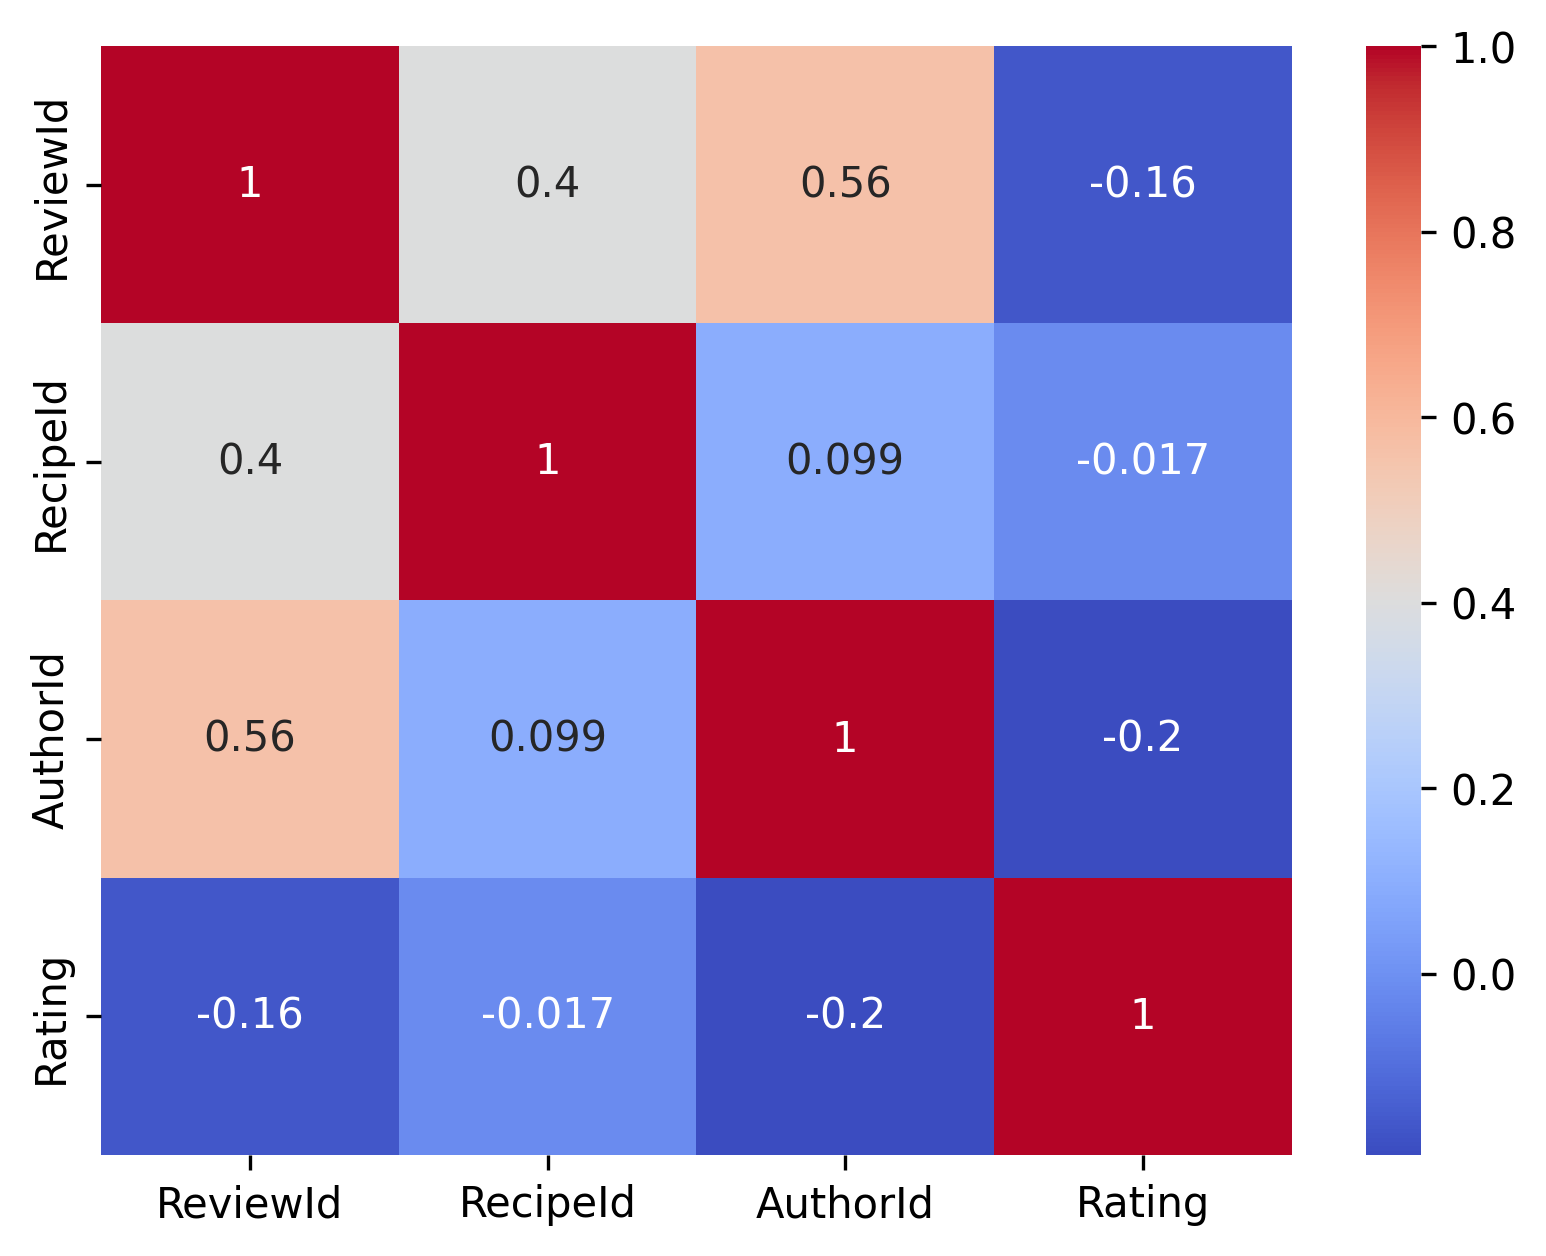 ReviewId 1 0.4 0.56 -0.16
RecipeId 0.4 1 0.099 -0.017
AuthorId 0.56 0.099 1 -0.2
Rating -0.16 -0.017 -0.2 1
ReviewId RecipeId AuthorId Rating
1.0
0.8
0.6
0.4
0.2
0.0